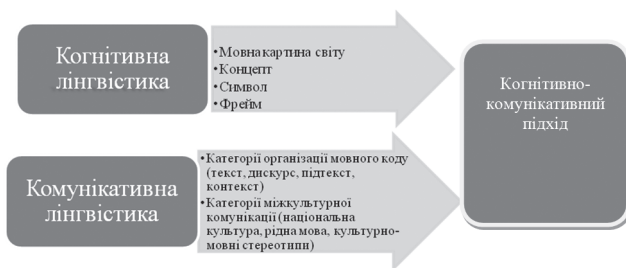 Когнітивна
лінгвістика
•Мовна картина світу
•Концепт
•Символ
•Фрейм
Когнітивно-
комунікативний
підхід
Комунікативна
лінгвістика
•Категорії організації мовного коду
(текст, дискурс, підтекст,
контекст)
•Категорії міжкультурної
комунікації (національна
культура, рідна мова, культурно-
мовні стереотипи)